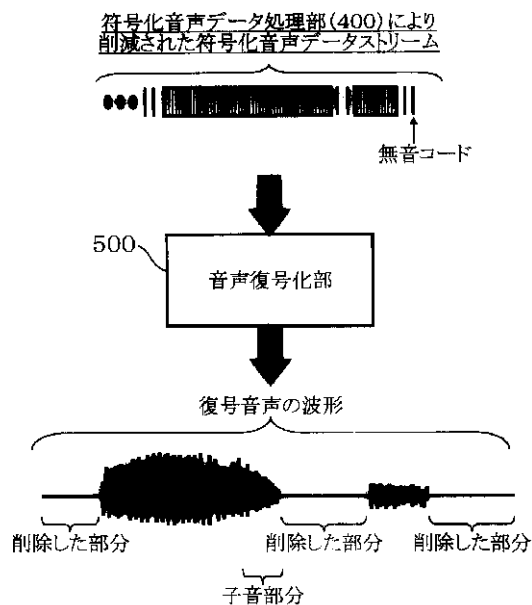 符号化音声データ処理部(400)により
削減された符号化音声データストリーム
無音コード
500
音声復号化部
復号音声の波形
削除した部分
削除した部分
削除した部分
子音部分